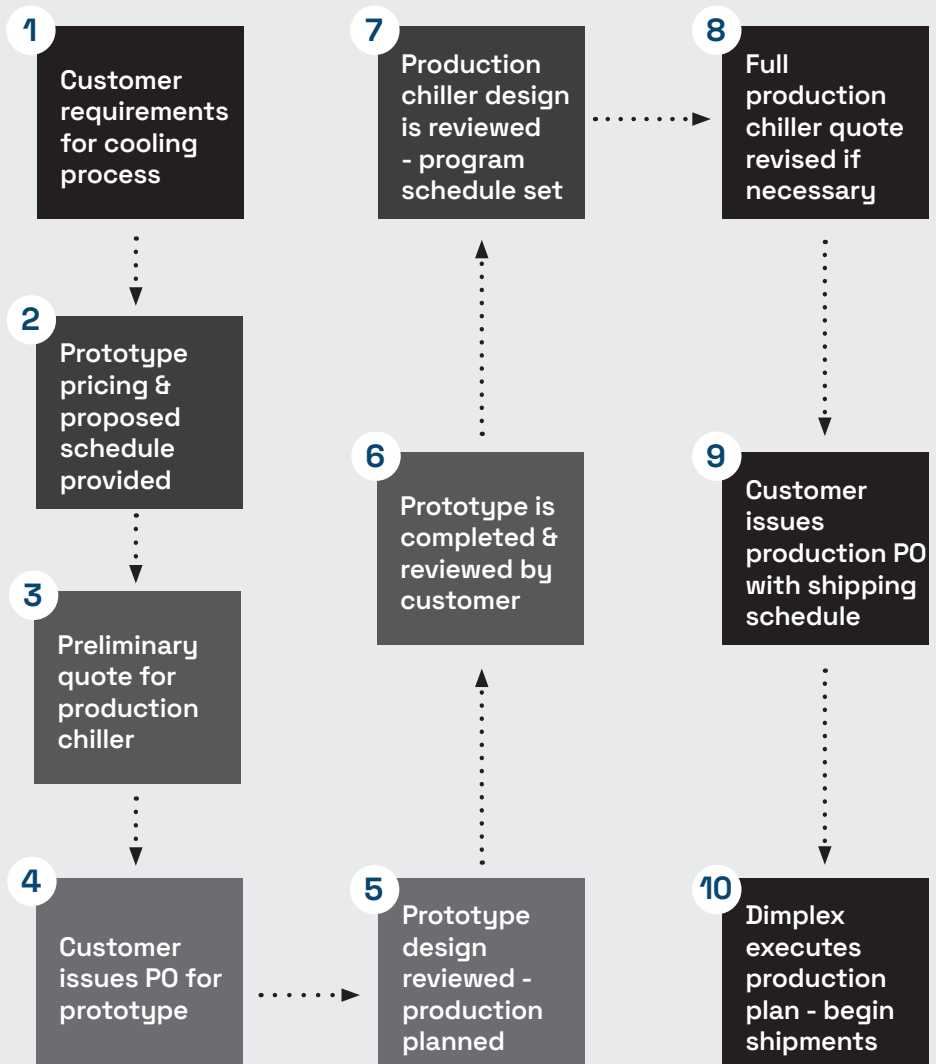 1
Customer
requirements
for cooling
process
2
Prototype
pricing &
proposed
schedule
provided
3
Preliminary
quote for
production
chiller
4
Customer
issues PO for
prototype
5
Prototype
design
reviewed -
production
planned
6
Prototype is
completed &
reviewed by
customer
7
Production
chiller design
is reviewed
- program
schedule set
8
Full
production
chiller quote
revised if
necessary
9
Customer
issues
production PO
with shipping
schedule
10
Dimplex
executes
production
plan - begin
shipments